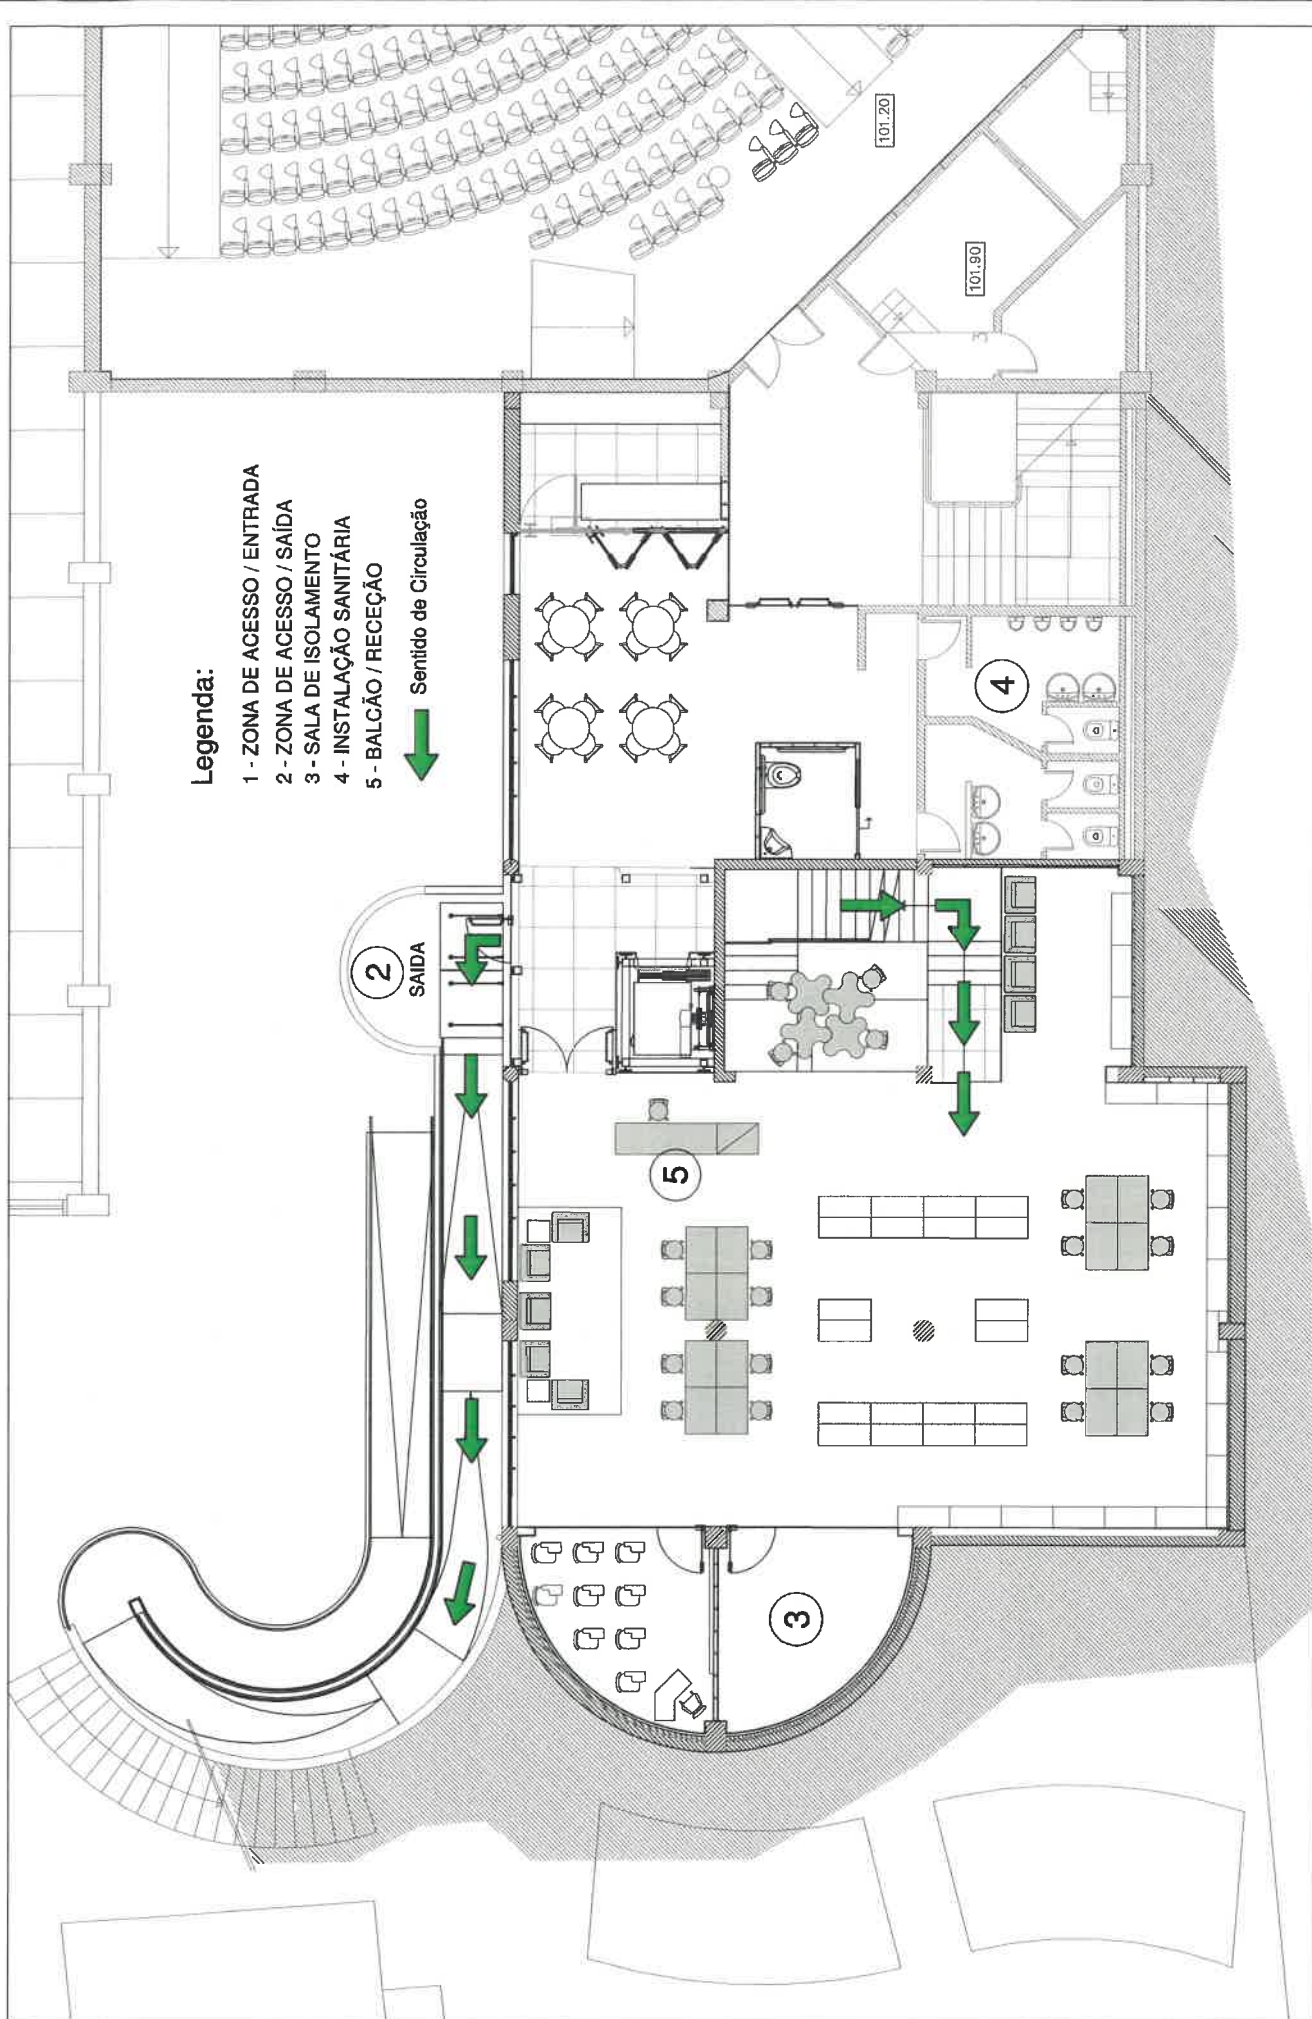 Legenda:
1 - ZONA DE ACESSO / ENTRADA
2 - ZONA DE ACESSO / SAÍDA
3 - SALA DE ISOLAMENTO
4 - INSTALAÇÃO SANITÁRIA
5 - BALCÃO / RECEÇÃO
Sentido de Circulação
2
SAIDA
3
5
4
101.20
101.90